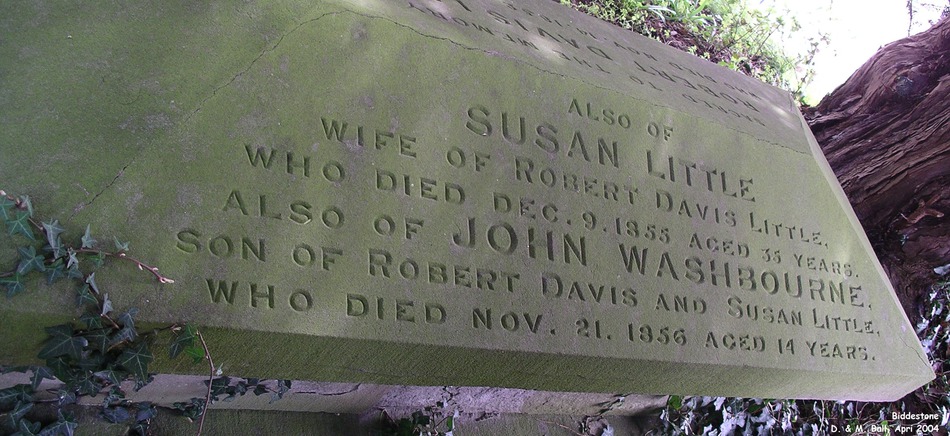 ALSO OF
SUSAN LITTLE
WIFE OF ROBERT DAVIS LITTLE,
WHO DIED DEC. 9. 1855 AGED 35 YEARS.
ALSO OF JOHN WASHBOURNE,
SON OF ROBERT DAVIS AND SUSAN LITTLE,
WHO DIED NOV. 21. 1856 AGED 14 YEARS.
Biddestone
D. & M. Ball, Apri 2004